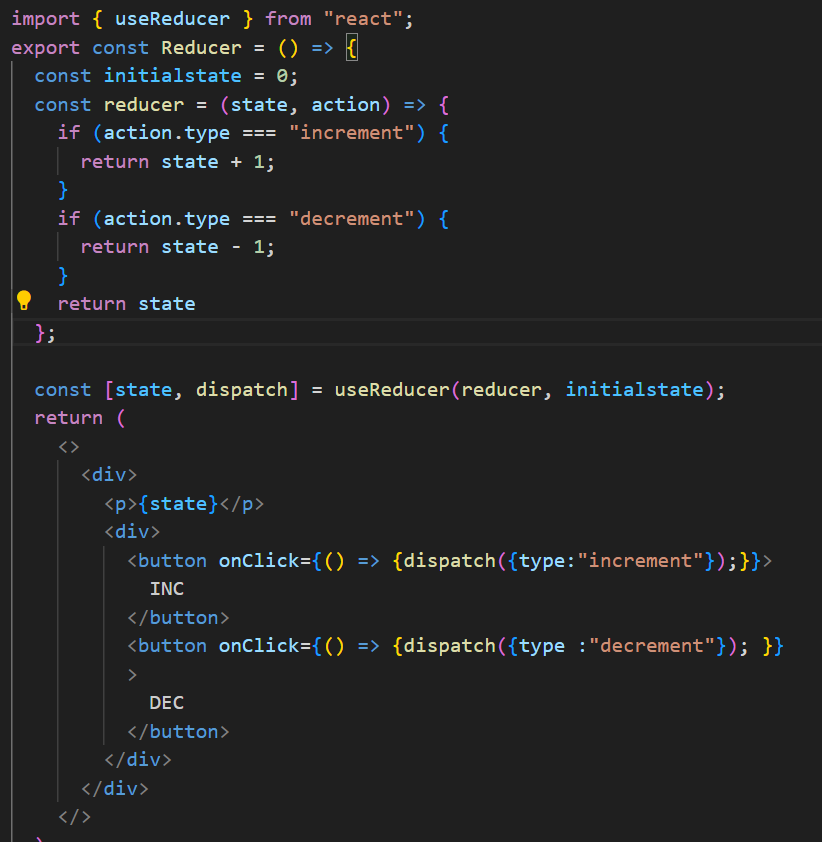 import { useReducer } from "react";
export const Reducer = () => {
  const initialstate = 0;
  const reducer = (state, action) => {
    if (action.type === "increment") {
      return state + 1;
    }
    if (action.type === "decrement") {
      return state - 1;
    }
    return state
  };

  const [state, dispatch] = useReducer(reducer, initialstate);
  return (
    <>
      <div>
        <p>{state}</p>
        <div>
          <button onClick={() => {dispatch({type:"increment"});}}>
            INC
          </button>
          <button onClick={() => {dispatch({type :"decrement"}); }}
          >
            DEC
          </button>
        </div>
      </div>
    </>